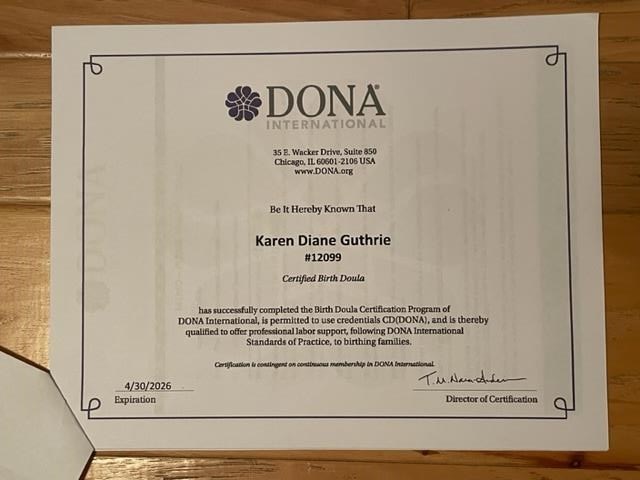 DONA
INTERNATIONAL
35 E. Wacker Drive, Suite 850
Chicago, IL 60601-2106 USA
www.DONA.org
Be It Hereby Known That
Karen Diane Guthrie
#12099
Certified Birth Doula
has successfully completed the Birth Doula Certification Program of
DONA International, is permitted to use credentials CD(DONA), and is thereby
qualified to offer professional labor support, following DONA International
Standards of Practice, to birthing families.
Certification is contingent on continuous membership in DONA International.
4/30/2026
Expiration
Director of Certification